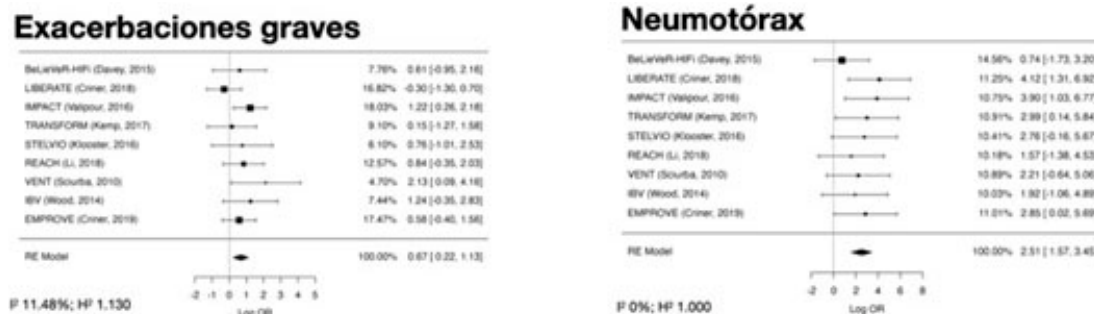 Exacerbaciones graves
BeLieVeR-HIFi (Davey, 2015) 7.76% 0.61 [-0.95, 2.16]
LIBERATE (Criner, 2018) 16.82% -0.30 [-1.30, 0.70]
IMPACT (Valipour, 2016) 18.03% 1.22 [0.26, 2.18]
TRANSFORM (Kemp, 2017) 9.10% 0.15 [-1.27, 1.58]
STELVIO (Klooster, 2016) 6.10% 0.76 [-1.01, 2.53]
REACH (Li, 2018) 12.57% 0.84 [-0.35, 2.03]
VENT (Sciurba, 2010) 4.70% 2.13 [0.09, 4.16]
IBV (Wood, 2014) 7.44% 1.24 [-0.35, 2.83]
EMPROVE (Criner, 2019) 17.47% 0.58 [-0.40, 1.56]
RE Model 100.00% 0.67 [0.22, 1.13]
-2 -1 0 1 2 3 4 5
Log OR
I² 11.48%; H² 1.130
Neumotórax
BeLieVeR-HIFi (Davey, 2015) 14.56% 0.74 [-1.73, 3.20]
LIBERATE (Criner, 2018) 11.25% 4.12 [1.31, 6.92]
IMPACT (Valipour, 2016) 10.75% 3.90 [1.03, 6.77]
TRANSFORM (Kemp, 2017) 10.91% 2.99 [0.14, 5.84]
STELVIO (Klooster, 2016) 10.41% 2.76 [-0.16, 5.67]
REACH (Li, 2018) 10.18% 1.57 [-1.38, 4.53]
VENT (Sciurba, 2010) 10.89% 2.21 [-0.64, 5.06]
IBV (Wood, 2014) 10.03% 1.92 [-1.06, 4.89]
EMPROVE (Criner, 2019) 11.01% 2.85 [0.02, 5.69]
RE Model 100.00% 2.51 [1.57, 3.45]
-2 0 2 4 6 8
Log OR
I² 0%; H² 1.000